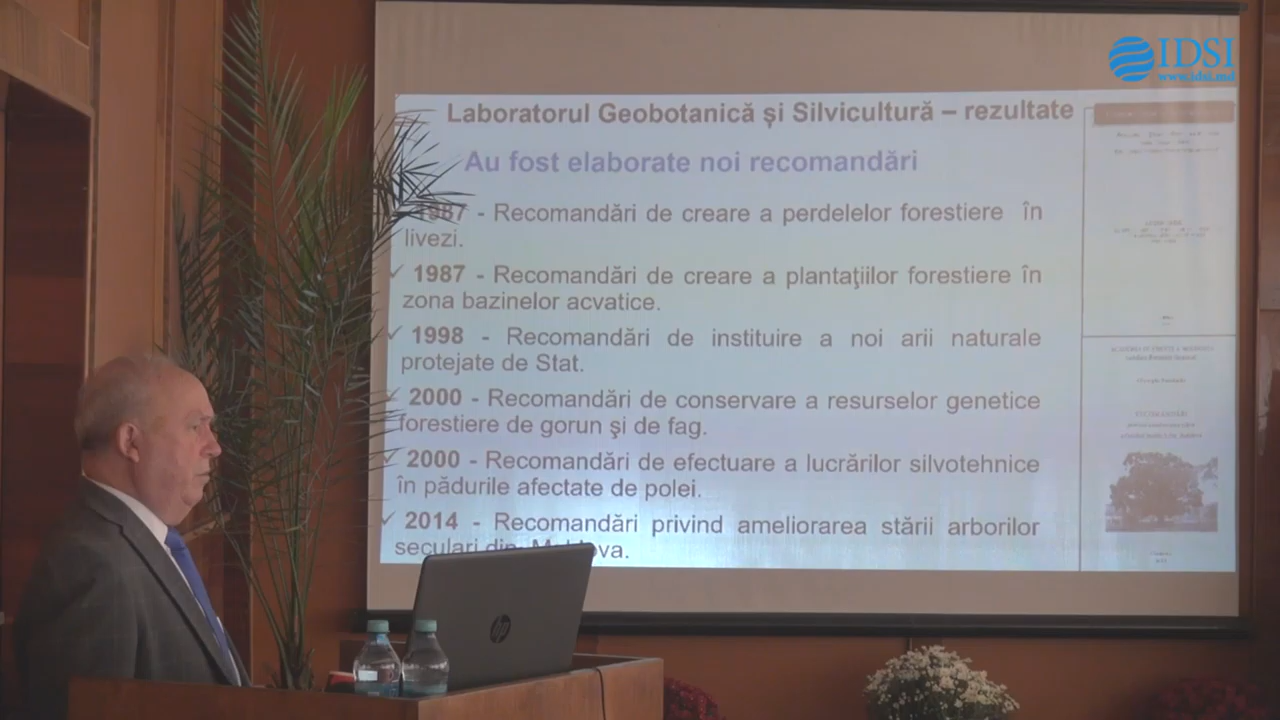 IDSI
www.idsi.md
Laboratorul Geobotanică și Silvicultură – rezultate
Au fost elaborate noi recomandări
1987 - Recomandări de creare a perdelelor forestiere în
livezi.
1987 - Recomandări de creare a plantaţiilor forestiere în
zona bazinelor acvatice.
1998 - Recomandări de instituire a noi arii naturale
protejate de Stat.
2000 - Recomandări de conservare a resurselor genetice
forestiere de gorun şi de fag.
2000 - Recomandări de efectuare a lucrărilor silvotehnice
în pădurile afectate de polei.
2014 - Recomandări privind ameliorarea stării arborilor
seculari din Moldova.
hp